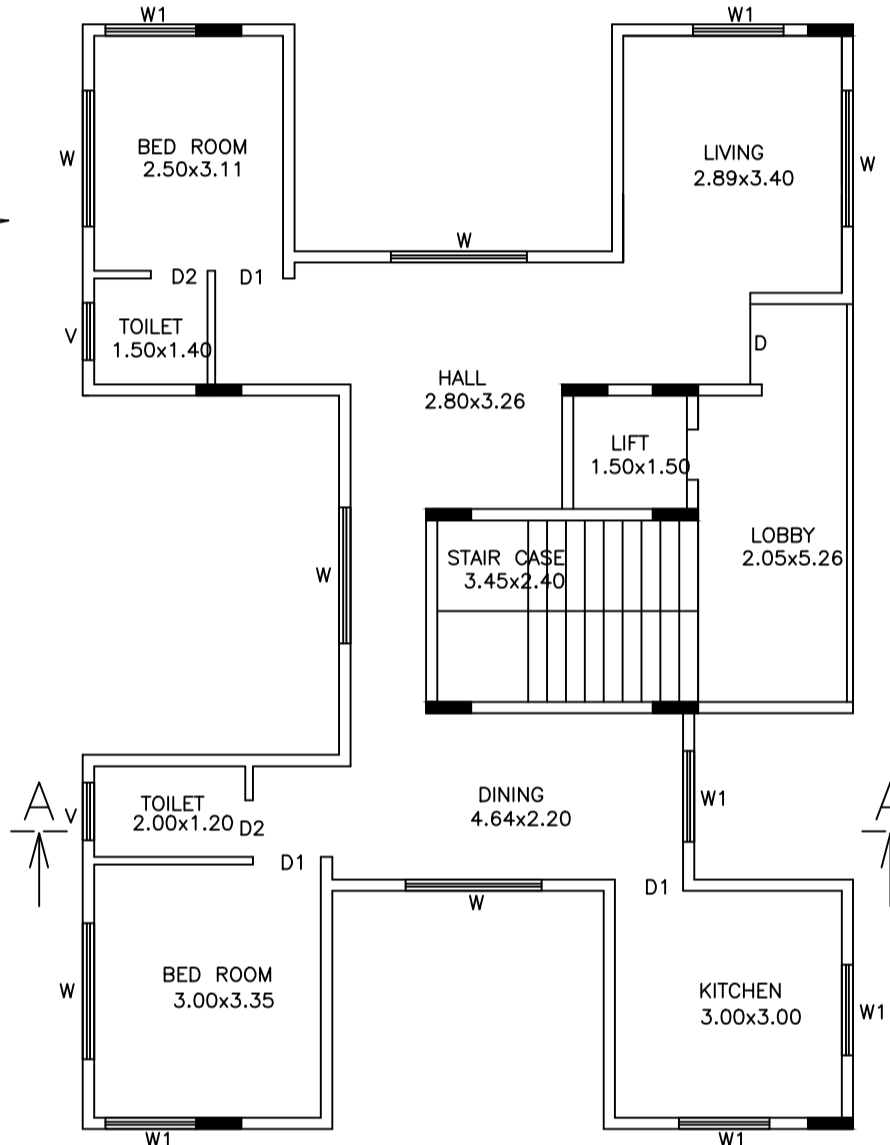 W1
W1
BED ROOM
2.50x3.11
LIVING
2.89x3.40
W
W
W
D2
D1
V
TOILET
1.50x1.40
D
HALL
2.80x3.26
LIFT
1.50x1.50
LOBBY
2.05x5.26
STAIR CASE
3.45x2.40
W
A
V
TOILET
2.00x1.20
D2
DINING
4.64x2.20
W1
A
D1
D1
W
BED ROOM
3.00x3.35
W
KITCHEN
3.00x3.00
W1
W1
W1